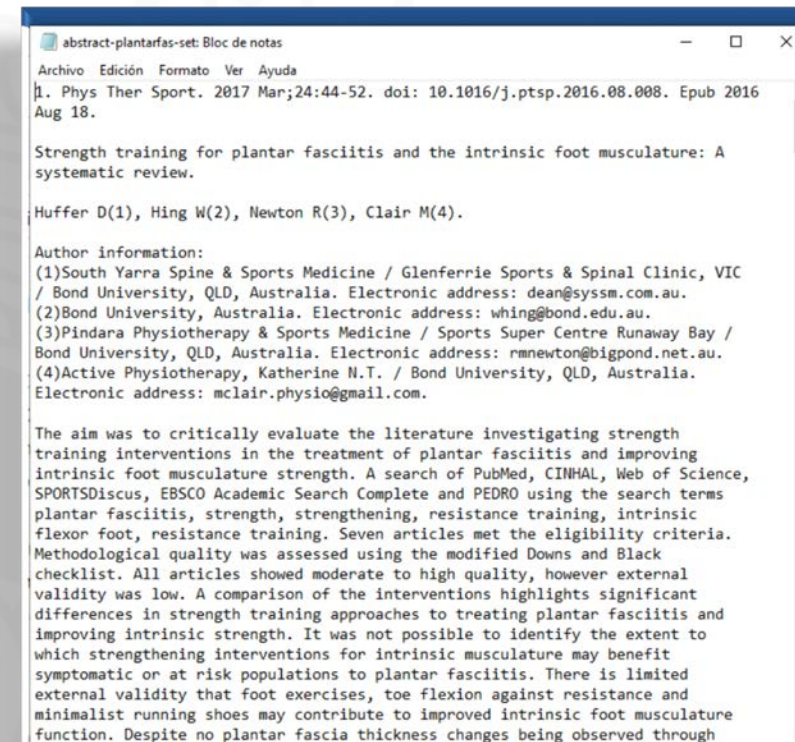 abstract-plantarfas-set: Bloc de notas
Archivo Edición Formato Ver Ayuda
1. Phys Ther Sport. 2017 Mar;24:44-52. doi: 10.1016/j.ptsp.2016.08.008. Epub 2016
Aug 18.
Strength training for plantar fasciitis and the intrinsic foot musculature: A
systematic review.
Huffer D(1), Hing W(2), Newton R(3), Clair M(4).
Author information:
(1)South Yarra Spine & Sports Medicine / Glenferrie Sports & Spinal Clinic, VIC
/ Bond University, QLD, Australia. Electronic address: dean@syssm.com.au.
(2)Bond University, Australia. Electronic address: whing@bond.edu.au.
(3)Pindara Physiotherapy & Sports Medicine / Sports Super Centre Runaway Bay /
Bond University, QLD, Australia. Electronic address: rmnewton@bigpond.net.au.
(4)Active Physiotherapy, Katherine N.T. / Bond University, QLD, Australia.
Electronic address: mclair.physio@gmail.com.
The aim was to critically evaluate the literature investigating strength
training interventions in the treatment of plantar fasciitis and improving
intrinsic foot musculature strength. A search of PubMed, CINHAL, Web of Science,
SPORTSDiscus, EBSCO Academic Search Complete and PEDRO using the search terms
plantar fasciitis, strength, strengthening, resistance training, intrinsic
flexor foot, resistance training. Seven articles met the eligibility criteria.
Methodological quality was assessed using the modified Downs and Black
checklist. All articles showed moderate to high quality, however external
validity was low. A comparison of the interventions highlights significant
differences in strength training approaches to treating plantar fasciitis and
improving intrinsic strength. It was not possible to identify the extent to
which strengthening interventions for intrinsic musculature may benefit
symptomatic or at risk populations to plantar fasciitis. There is limited
external validity that foot exercises, toe flexion against resistance and
minimalist running shoes may contribute to improved intrinsic foot musculature
function. Despite no plantar fascia thickness changes being observed through